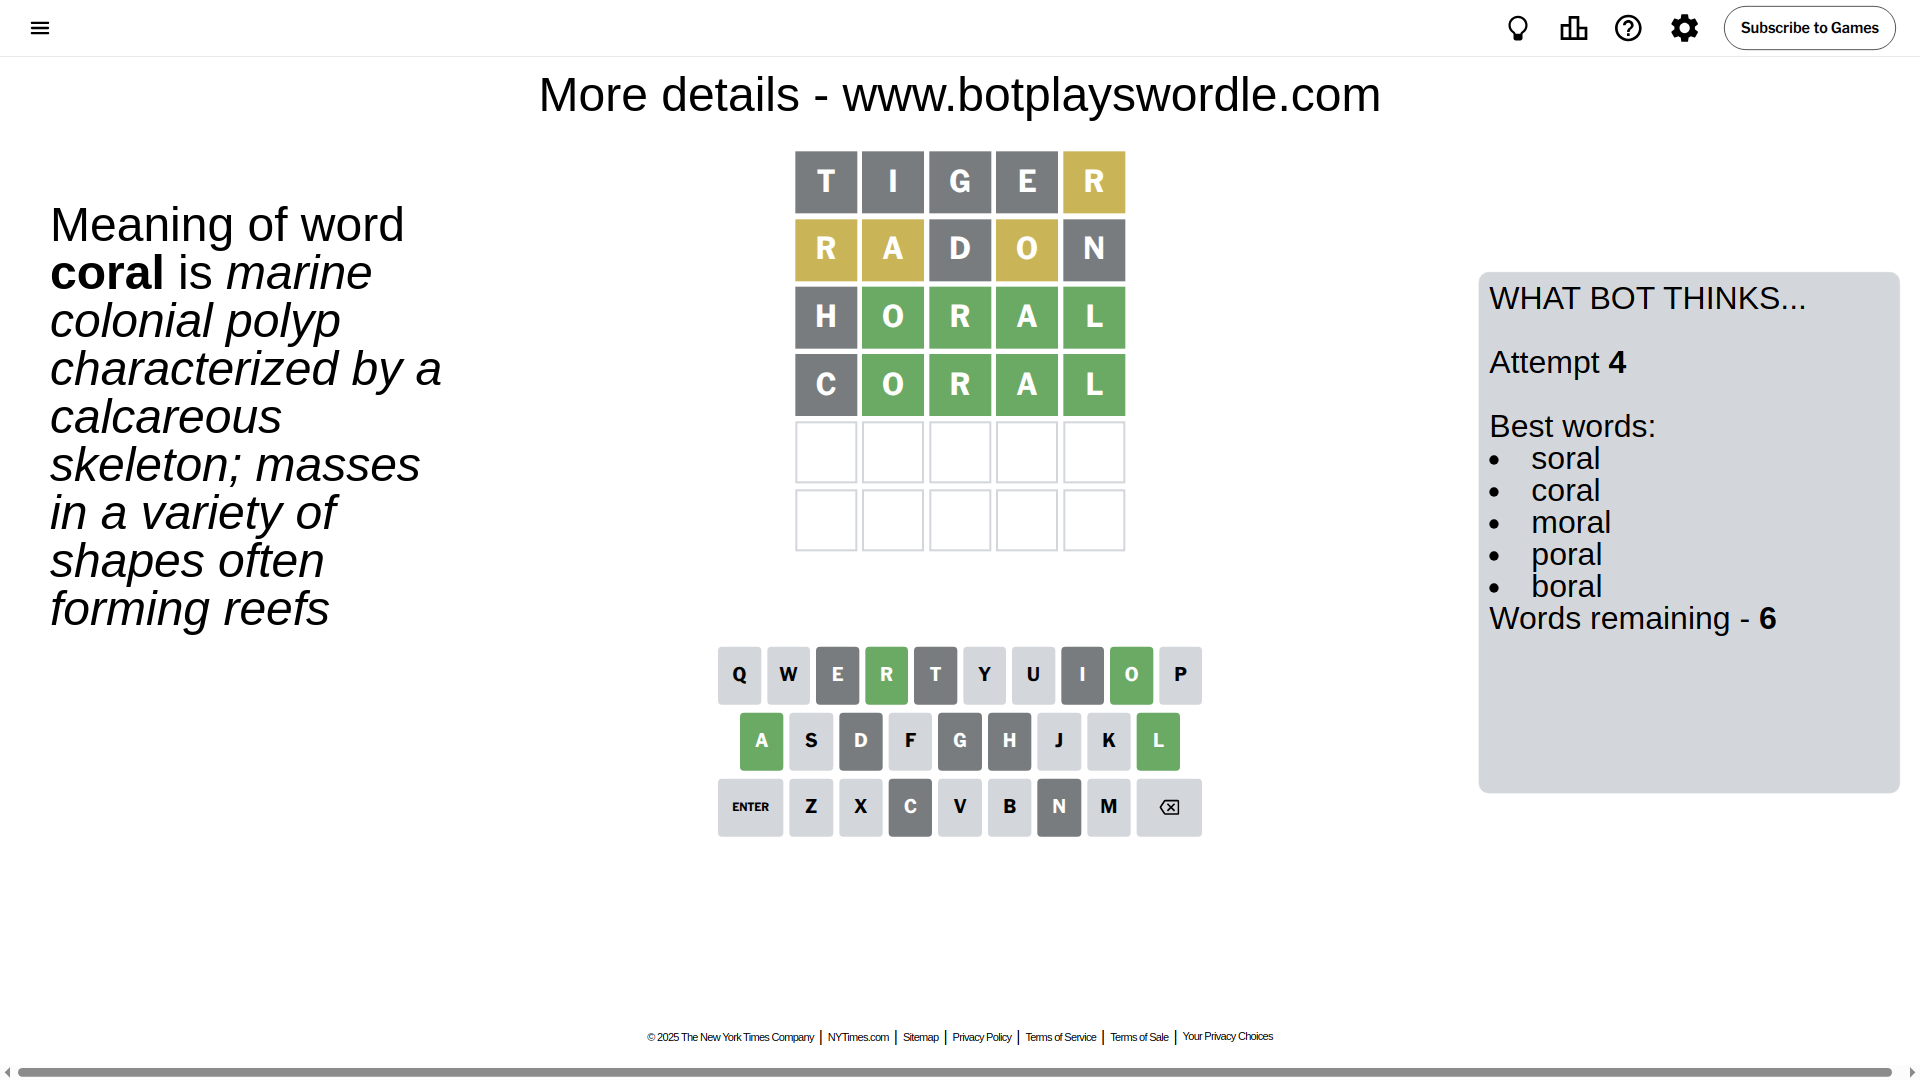 Subscribe to Games
More details - www.botplayswordle.com
Meaning of word
coral is marine
colonial polyp
characterized by a
calcareous
skeleton; masses
in a variety of
shapes often
forming reefs
T I G E R
R A D O N
H O R A L
C O R A L
WHAT BOT THINKS...
Attempt 4
Best words:
• soral
• coral
• moral
• poral
• boral
Words remaining - 6
Q W E R T Y U I O P
A S D F G H J K L
ENTER Z X C V B N M
© 2025 The New York Times Company | NYTimes.com | Sitemap | Privacy Policy | Terms of Service | Terms of Sale | Your Privacy Choices